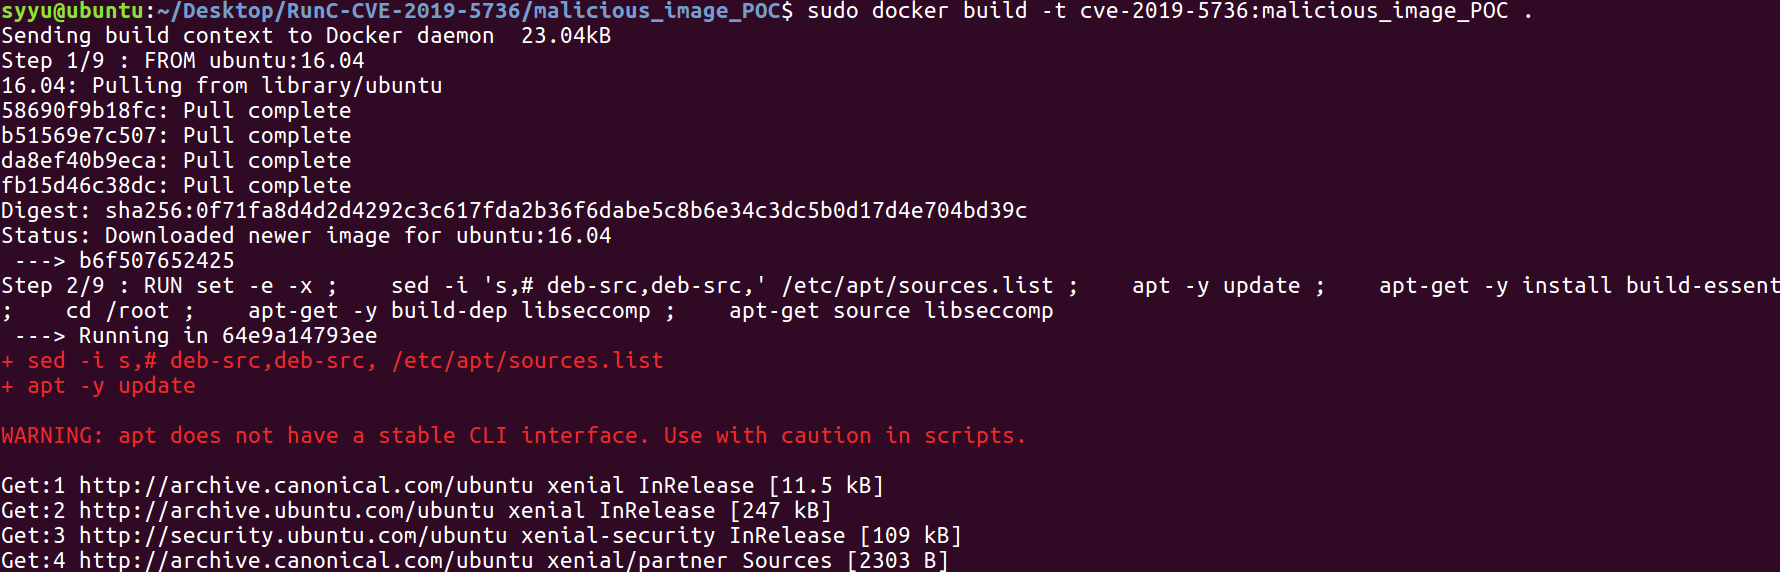 syyu@ubuntu:~/Desktop/RunC-CVE-2019-5736/malicious_image_POC$ sudo docker build -t cve-2019-5736:malicious_image_POC .
Sending build context to Docker daemon  23.04kB
Step 1/9 : FROM ubuntu:16.04
16.04: Pulling from library/ubuntu
58690f9b18fc: Pull complete
b51569e7c507: Pull complete
da8ef40b9eca: Pull complete
fb15d46c38dc: Pull complete
Digest: sha256:0f71fa8d4d2d4292c3c617fda2b36f6dabe5c8b6e34c3dc5b0d17d4e704bd39c
Status: Downloaded newer image for ubuntu:16.04
 ---> b6f507652425
Step 2/9 : RUN set -e -x ;    sed -i 's,# deb-src,deb-src,' /etc/apt/sources.list ;    apt -y update ;    apt-get -y install build-essent
;    cd /root ;    apt-get -y build-dep libseccomp ;    apt-get source libseccomp
 ---> Running in 64e9a14793ee
+ sed -i s,# deb-src,deb-src, /etc/apt/sources.list
+ apt -y update
WARNING: apt does not have a stable CLI interface. Use with caution in scripts.
Get:1 http://archive.canonical.com/ubuntu xenial InRelease [11.5 kB]
Get:2 http://archive.ubuntu.com/ubuntu xenial InRelease [247 kB]
Get:3 http://security.ubuntu.com/ubuntu xenial-security InRelease [109 kB]
Get:4 http://archive.canonical.com/ubuntu xenial/partner Sources [2303 B]